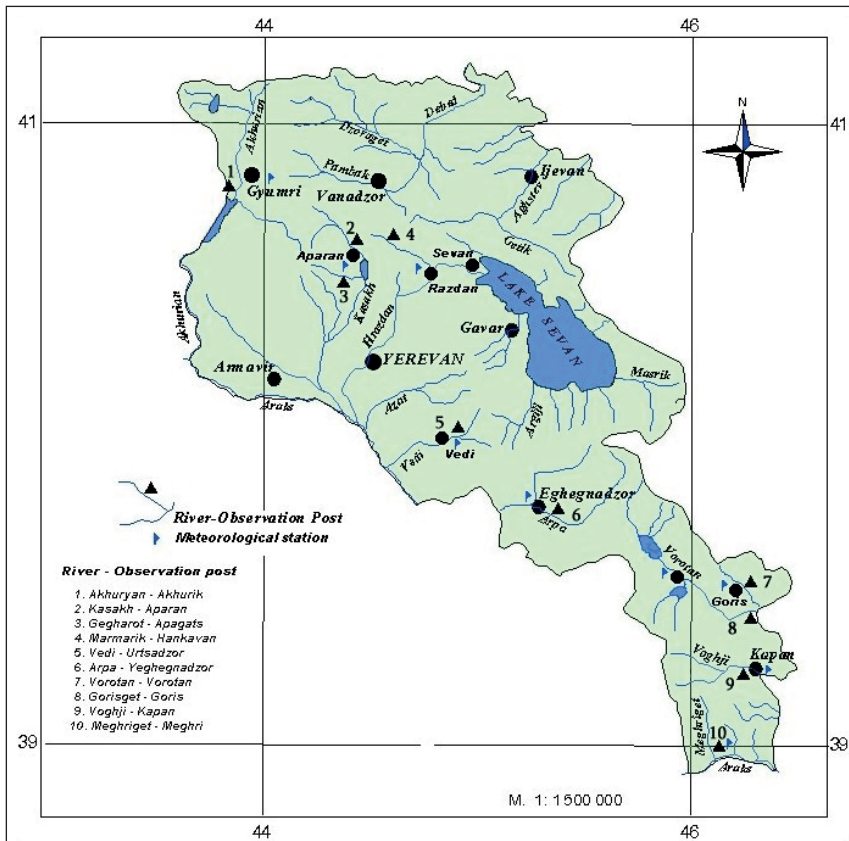 44 46
41 41
N
Debed
Dzoraget
Akhurian
Pambak
1
Gyumri
Vanadzor
Ijevan
Aghstev
2
4
Getik
Aparan
Sevan
3
Kasakh
Razdan
LAKE SEVAN
Akhurian
Hrazdan
Gavar
Armavir
YEREVAN
Masrik
Araks
Azat
Argiji
5
Vedi
Vedi
Eghegnadzor
6
Arpa
River-Observation Post
Meteorological station
River - Observation post
1. Akhuryan - Akhurik
2. Kasakh - Aparan
3. Gegharot - Apagats
4. Marmarik - Hankavan
5. Vedi - Urtsadzor
6. Arpa - Yeghegnadzor
7. Vorotan - Vorotan
8. Gorisget - Goris
9. Voghji - Kapan
10. Meghriget - Meghri
Vorotan
7
Goris
8
Voghji
Kapan
9
Meghriget
10
39 39
Araks
M. 1: 1 500 000
44 46